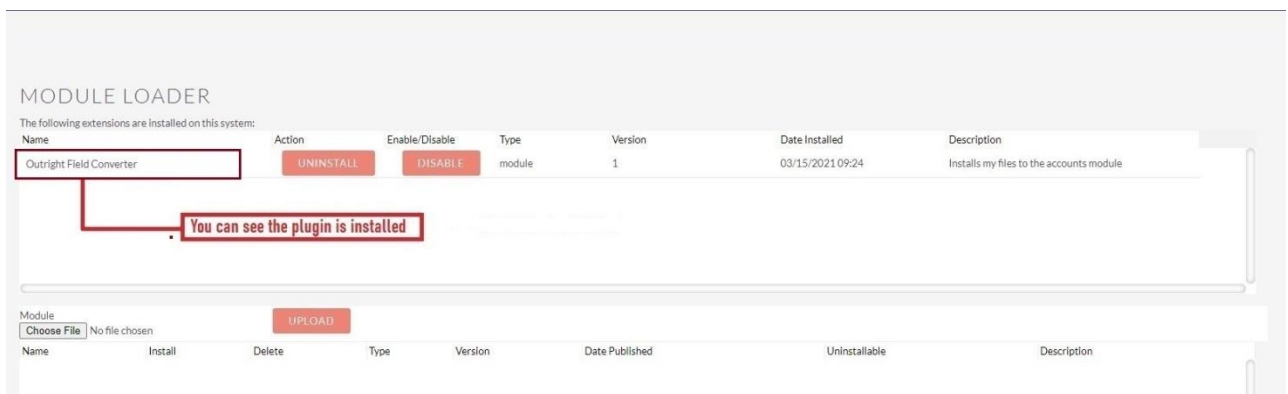 MODULE LOADER
The following extensions are installed on this system:
Name Action Enable/Disable Type Version Date Installed Description
Outright Field Converter UNINSTALL DISABLE module 1 03/15/2021 09:24 Installs my files to the accounts module
You can see the plugin is installed
Module
Choose File No file chosen UPLOAD
Name Install Delete Type Version Date Published Uninstallable Description